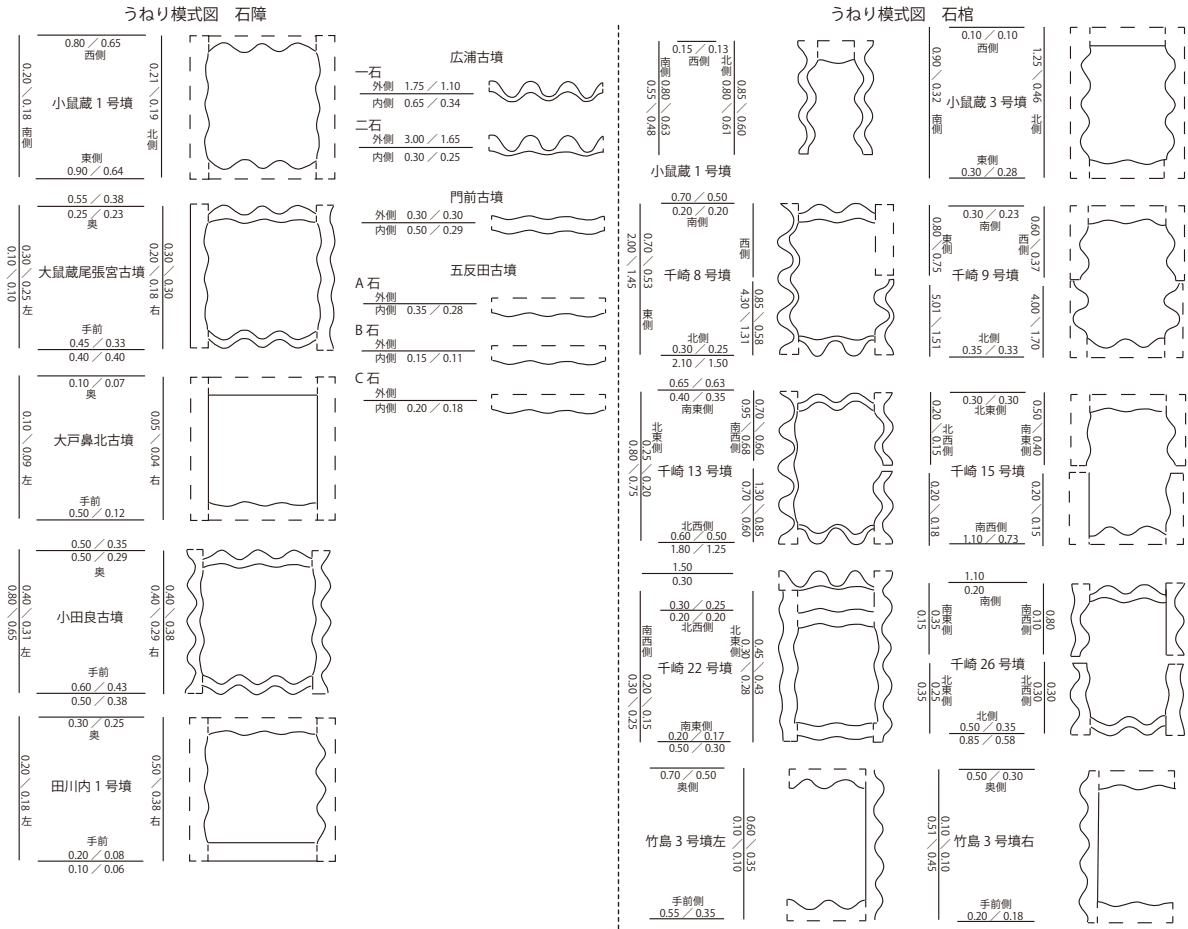 うねり模式図　石障
0.80 ／ 0.65
西側
0.20 ／ 0.18 南側
小鼠蔵 1 号墳
0.21 ／ 0.19 北側
東側
0.90 ／ 0.64
0.55 ／ 0.38
0.25 ／ 0.23
奥
0.30 ／ 0.25 左
0.10 ／ 0.10
大鼠蔵尾張宮古墳
0.30 ／ 0.30
0.20 ／ 0.18 右
手前
0.45 ／ 0.33
0.40 ／ 0.40
0.10 ／ 0.07
奥
0.10 ／ 0.09 左
大戸鼻北古墳
0.05 ／ 0.04 右
手前
0.50 ／ 0.12
0.50 ／ 0.35
0.50 ／ 0.29
奥
0.40 ／ 0.31 左
0.80 ／ 0.65
小田良古墳
0.40 ／ 0.38
0.40 ／ 0.29 右
手前
0.60 ／ 0.43
0.50 ／ 0.38
0.30 ／ 0.25
奥
0.20 ／ 0.18 左
田川内 1 号墳
0.50 ／ 0.38 右
手前
0.20 ／ 0.08
0.10 ／ 0.06
広浦古墳
一石
外側　1.75 ／ 1.10
内側　0.65 ／ 0.34
二石
外側　3.00 ／ 1.65
内側　0.30 ／ 0.25
門前古墳
外側　0.30 ／ 0.30
内側　0.50 ／ 0.29
五反田古墳
A 石
外側
内側　0.35 ／ 0.28
B 石
外側
内側　0.15 ／ 0.11
C 石
外側
内側　0.20 ／ 0.18
うねり模式図　石棺
0.15 ／ 0.13
西側
南側 0.80 ／ 0.63
0.55 ／ 0.48
0.85 ／ 0.60
北側 0.80 ／ 0.61
小鼠蔵 1 号墳
0.10 ／ 0.10
西側
0.90 ／ 0.32 南側
小鼠蔵 3 号墳
1.25 ／ 0.46 北側
東側
0.30 ／ 0.28
0.70 ／ 0.50
0.20 ／ 0.20
南側
0.70 ／ 0.53 東側
2.00 ／ 1.45
千崎 8 号墳
西側
0.85 ／ 0.58
4.30 ／ 1.31
北側
0.30 ／ 0.25
2.10 ／ 1.50
0.30 ／ 0.23
南側
東側
0.80 ／ 0.75
千崎 9 号墳
0.60 ／ 0.37
西側
5.01 ／ 1.51
4.00 ／ 1.70
北側
0.35 ／ 0.33
0.65 ／ 0.63
0.40 ／ 0.35
南東側
北東側
0.25 ／ 0.20
0.80 ／ 0.75
千崎 13 号墳
0.70 ／ 0.60
0.95 ／ 0.68
南西側
1.30 ／ 0.85
0.70 ／ 0.60
北西側
0.60 ／ 0.50
1.80 ／ 1.25
0.30 ／ 0.30
北東側
北西側
0.20 ／ 0.15
千崎 15 号墳
0.50 ／ 0.40
南東側
0.20 ／ 0.18
0.20 ／ 0.15
南西側
1.10 ／ 0.73
1.50
0.30
0.30 ／ 0.25
0.20 ／ 0.20
北西側
南西側
0.20 ／ 0.15
0.30 ／ 0.25
千崎 22 号墳
0.45 ／ 0.43
北東側
0.30 ／ 0.28
南東側
0.20 ／ 0.17
0.50 ／ 0.30
1.10
0.20
南側
南東側
0.35
0.15
千崎 26 号墳
0.80
0.10
南西側
北東側
0.25
0.35
0.30
0.30
北西側
北側
0.50 ／ 0.35
0.85 ／ 0.58
0.70 ／ 0.50
奥側
竹島 3 号墳左
0.60 ／ 0.35
0.10 ／ 0.10
手前側
0.55 ／ 0.35
0.50 ／ 0.30
奥側
0.10 ／ 0.10
0.51 ／ 0.45
竹島 3 号墳右
手前側
0.20 ／ 0.18